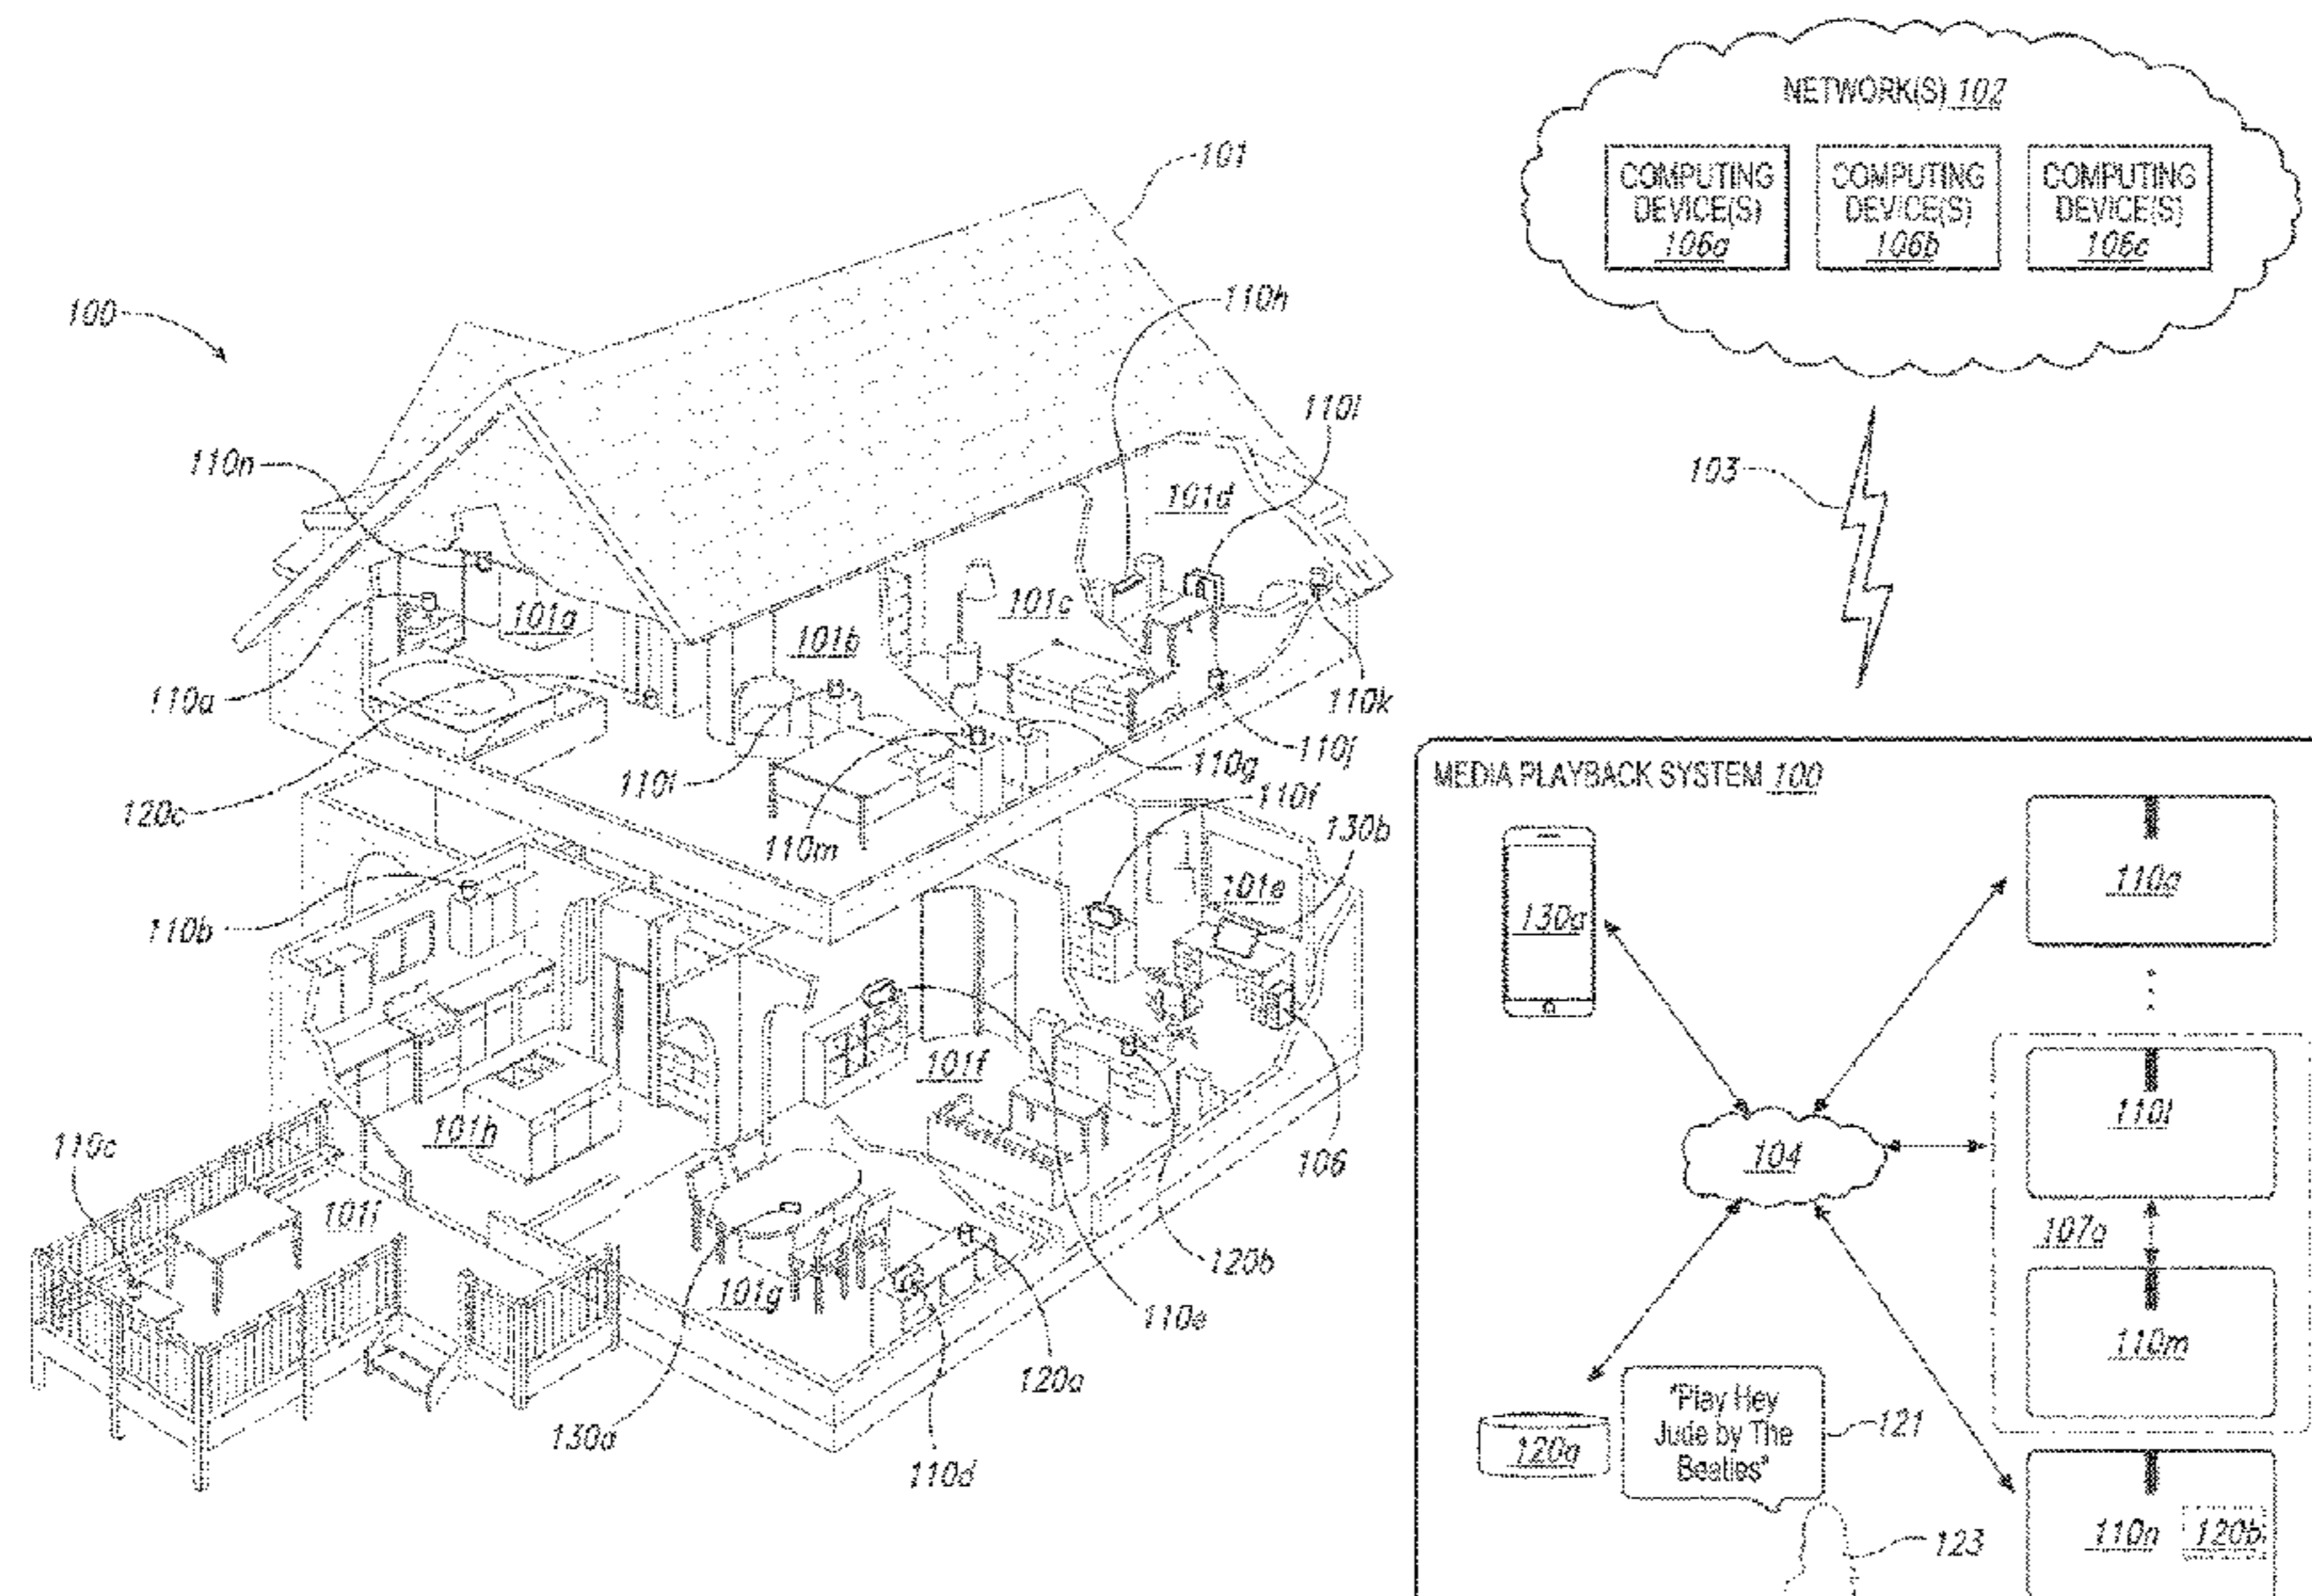 101
100
110h
110l
110n
101d
101a
101b
101c
110a
110k
110j
110g
110i
110f
120c
110m
130b
110b
101e
101f
101h
110c
101i
106
101g
120b
110e
120a
130a
110d
NETWORK(S) 102
COMPUTING
DEVICE(S)
106a
COMPUTING
DEVICE(S)
106b
COMPUTING
DEVICE(S)
106c
103
MEDIA PLAYBACK SYSTEM 100
130a
110a
110l
104
107a
110m
"Play Hey
Jude by The
Beatles"
121
120a
123
110n
120b